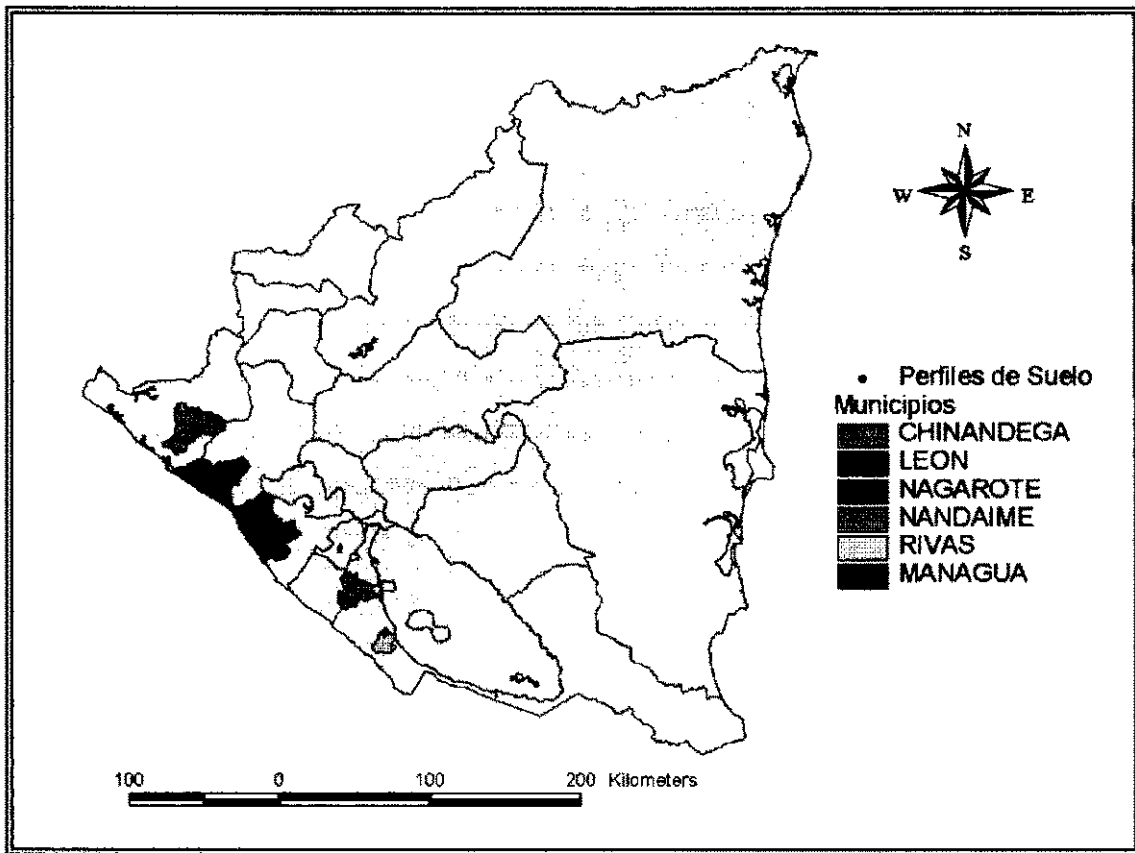 N
W E
S
Perfiles de Suelo
Municipios
CHINANDEGA
LEON
NAGAROTE
NANDAIME
RIVAS
MANAGUA
100 0 100 200 Kilometers